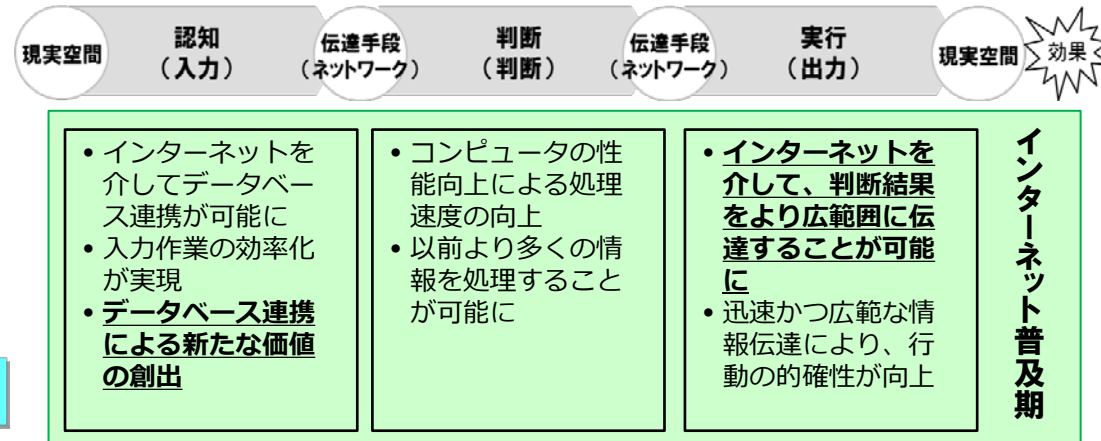 現実空間
認知
（入力）
伝達手段
（ネットワーク）
判断
（判断）
伝達手段
（ネットワーク）
実行
（出力）
現実空間
効果
• インターネットを
介してデータベー
ス連携が可能に
• 入力作業の効率化
が実現
• データベース連携
による新たな価値
の創出
• コンピュータの性
能向上による処理
速度の向上
• 以前より多くの情
報を処理すること
が可能に
• インターネットを
介して、判断結果
をより広範囲に伝
達することが可能
に
• 迅速かつ広範な情
報伝達により、行
動の的確性が向上
インターネット普及期